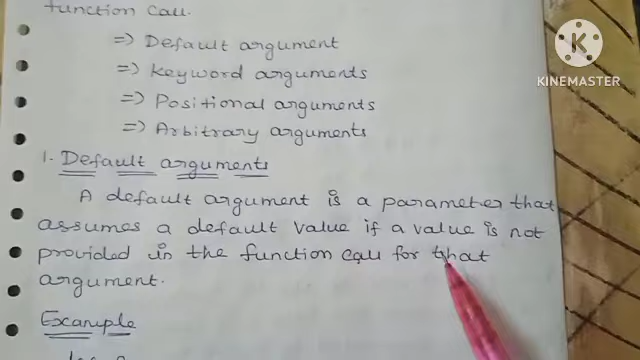 function call.
=> Default argument
=> Keyword arguments
=> Positional arguments
=> Arbitrary arguments
1. Default arguments
A default argument is a parameter that
assumes a default value if a value is not
provided in the function call for that
argument.
Example
KINEMASTER